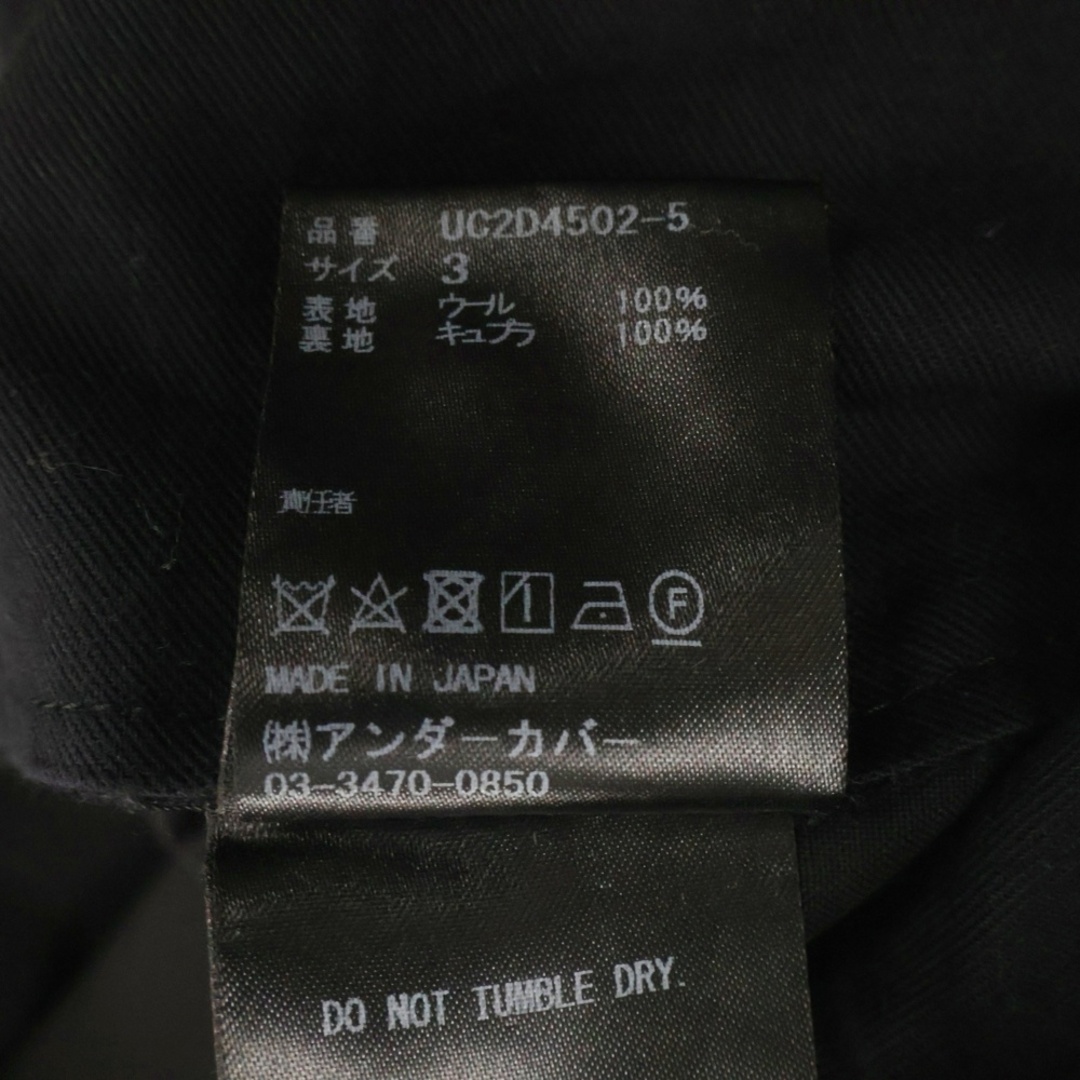 品番 UC2D4502-5
サイズ 3
表地 ウール 100%
裏地 キュプラ 100%
責任者
F
MADE IN JAPAN
(株)アンダーカバー
03-3470-0850
DO NOT TUMBLE DRY.